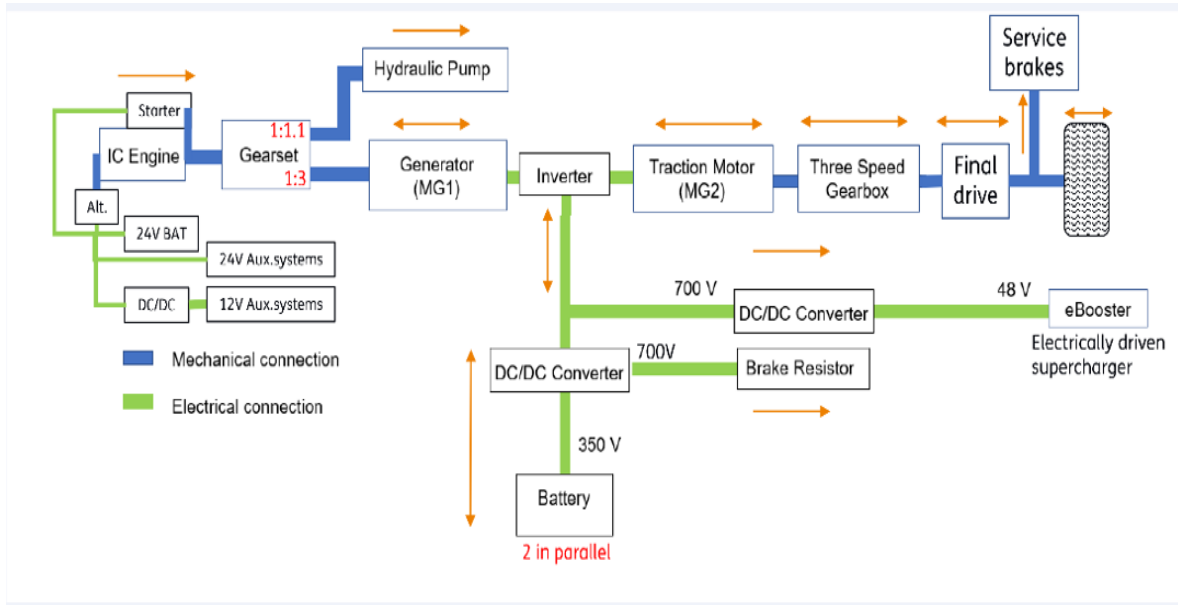 Service
brakes
Hydraulic Pump
Starter
IC Engine
1:1.1
Gearset
1:3
Generator
(MG1)
Inverter
Traction Motor
(MG2)
Three Speed
Gearbox
Final
drive
Alt.
24V BAT
24V Aux.systems
DC/DC
12V Aux.systems
700 V
DC/DC Converter
48 V
eBooster
Electrically driven
supercharger
Mechanical connection
Electrical connection
DC/DC Converter
700V
Brake Resistor
350 V
Battery
2 in parallel